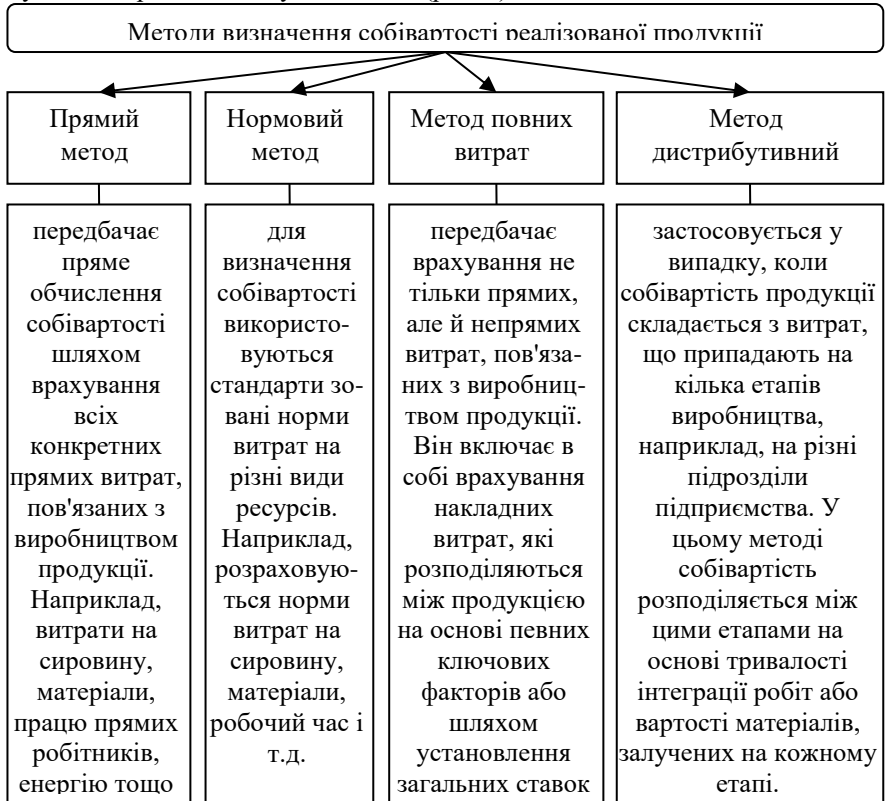 Методи визначення собівартості реалізованої продукції
Прямий
метод
Нормовий
метод
Метод повних
витрат
Метод
дистрибутивний
передбачає
пряме
обчислення
собівартості
шляхом
врахування
всіх
конкретних
прямих витрат,
пов'язаних з
виробництвом
продукції.
Наприклад,
витрати на
сировину,
матеріали,
працю прямих
робітників,
енергію тощо
для
визначення
собівартості
використо-
вуються
стандарти зо-
вані норми
витрат на
різні види
ресурсів.
Наприклад,
розраховую-
ться норми
витрат на
сировину,
матеріали,
робочий час і
т.д.
передбачає
врахування не
тільки прямих,
але й непрямих
витрат, пов'яза-
них з виробниц-
твом продукції.
Він включає в
собі врахування
накладних
витрат, які
розподіляються
між продукцією
на основі певних
ключових
факторів або
шляхом
установлення
загальних ставок
застосовується у
випадку, коли
собівартість продукції
складається з витрат,
що припадають на
кілька етапів
виробництва,
наприклад, на різні
підрозділи
підприємства. У
цьому методі
собівартість
розподіляється між
цими етапами на
основі тривалості
інтеграції робіт або
вартості матеріалів,
залучених на кожному
етапі.